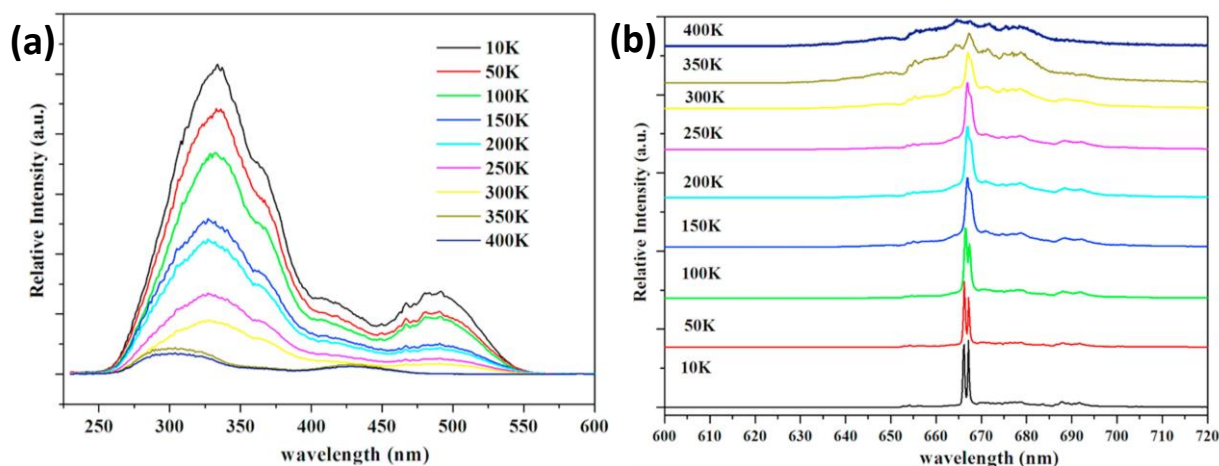 (a)
Relative Intensity (a.u.)
10K
50K
100K
150K
200K
250K
300K
350K
400K
250 300 350 400 450 500 550 600
wavelength (nm)
(b)
Relative Intensity (a.u.)
400K
350K
300K
250K
200K
150K
100K
50K
10K
600 610 620 630 640 650 660 670 680 690 700 710 720
wavelength (nm)